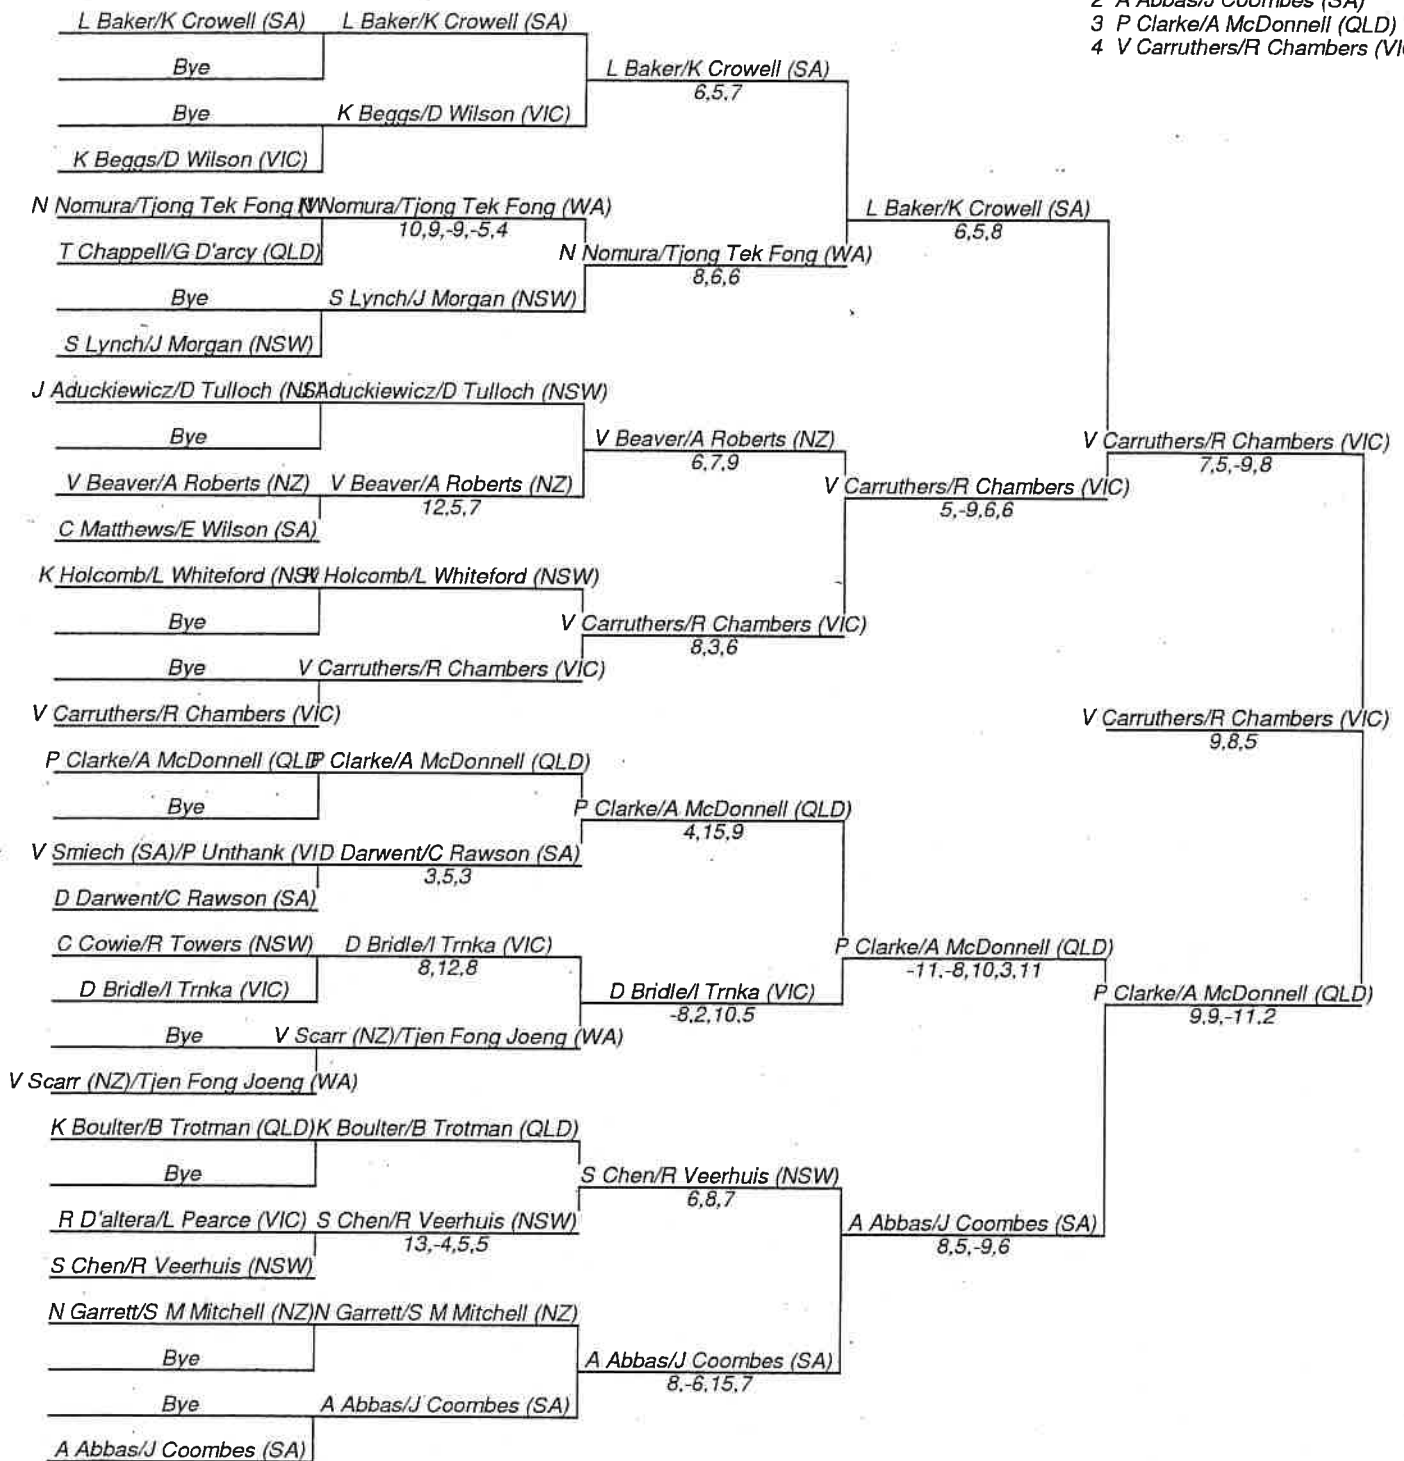 2 A Abbas/J Coombes (SA)
3 P Clarke/A McDonnell (QLD)
4 V Carruthers/R Chambers (VIC
L Baker/K Crowell (SA)
Bye
Bye
K Beggs/D Wilson (VIC)
N Nomura/Tjong Tek Fong (W
T Chappell/G D'arcy (QLD)
Bye
S Lynch/J Morgan (NSW)
J Aduckiewicz/D Tulloch (NS
Bye
V Beaver/A Roberts (NZ)
C Matthews/E Wilson (SA)
K Holcomb/L Whiteford (NSW
Bye
Bye
V Carruthers/R Chambers (VIC)
P Clarke/A McDonnell (QLD
Bye
V Smiech (SA)/P Unthank (VI
D Darwent/C Rawson (SA)
C Cowie/R Towers (NSW)
D Bridle/I Trnka (VIC)
Bye
V Scarr (NZ)/Tjen Fong Joeng (WA)
K Boulter/B Trotman (QLD)
Bye
R D'altera/L Pearce (VIC)
S Chen/R Veerhuis (NSW)
N Garrett/S M Mitchell (NZ)
Bye
Bye
A Abbas/J Coombes (SA)
L Baker/K Crowell (SA)
K Beggs/D Wilson (VIC)
N Nomura/Tjong Tek Fong (WA)
10,9,-9,-5,4
S Lynch/J Morgan (NSW)
J Aduckiewicz/D Tulloch (NSW)
V Beaver/A Roberts (NZ)
12,5,7
K Holcomb/L Whiteford (NSW)
V Carruthers/R Chambers (VIC)
P Clarke/A McDonnell (QLD)
D Darwent/C Rawson (SA)
3,5,3
D Bridle/I Trnka (VIC)
8,12,8
V Scarr (NZ)/Tjen Fong Joeng (WA)
K Boulter/B Trotman (QLD)
S Chen/R Veerhuis (NSW)
13,-4,5,5
N Garrett/S M Mitchell (NZ)
A Abbas/J Coombes (SA)
L Baker/K Crowell (SA)
6,5,7
N Nomura/Tjong Tek Fong (WA)
8,6,6
V Beaver/A Roberts (NZ)
6,7,9
V Carruthers/R Chambers (VIC)
8,3,6
P Clarke/A McDonnell (QLD)
4,15,9
D Bridle/I Trnka (VIC)
-8,2,10,5
S Chen/R Veerhuis (NSW)
6,8,7
A Abbas/J Coombes (SA)
8,-6,15,7
L Baker/K Crowell (SA)
6,5,8
V Carruthers/R Chambers (VIC)
5,-9,6,6
P Clarke/A McDonnell (QLD)
-11,-8,10,3,11
A Abbas/J Coombes (SA)
8,5,-9,6
V Carruthers/R Chambers (VIC)
7,5,-9,8
P Clarke/A McDonnell (QLD)
9,9,-11,2
V Carruthers/R Chambers (VIC)
9,8,5